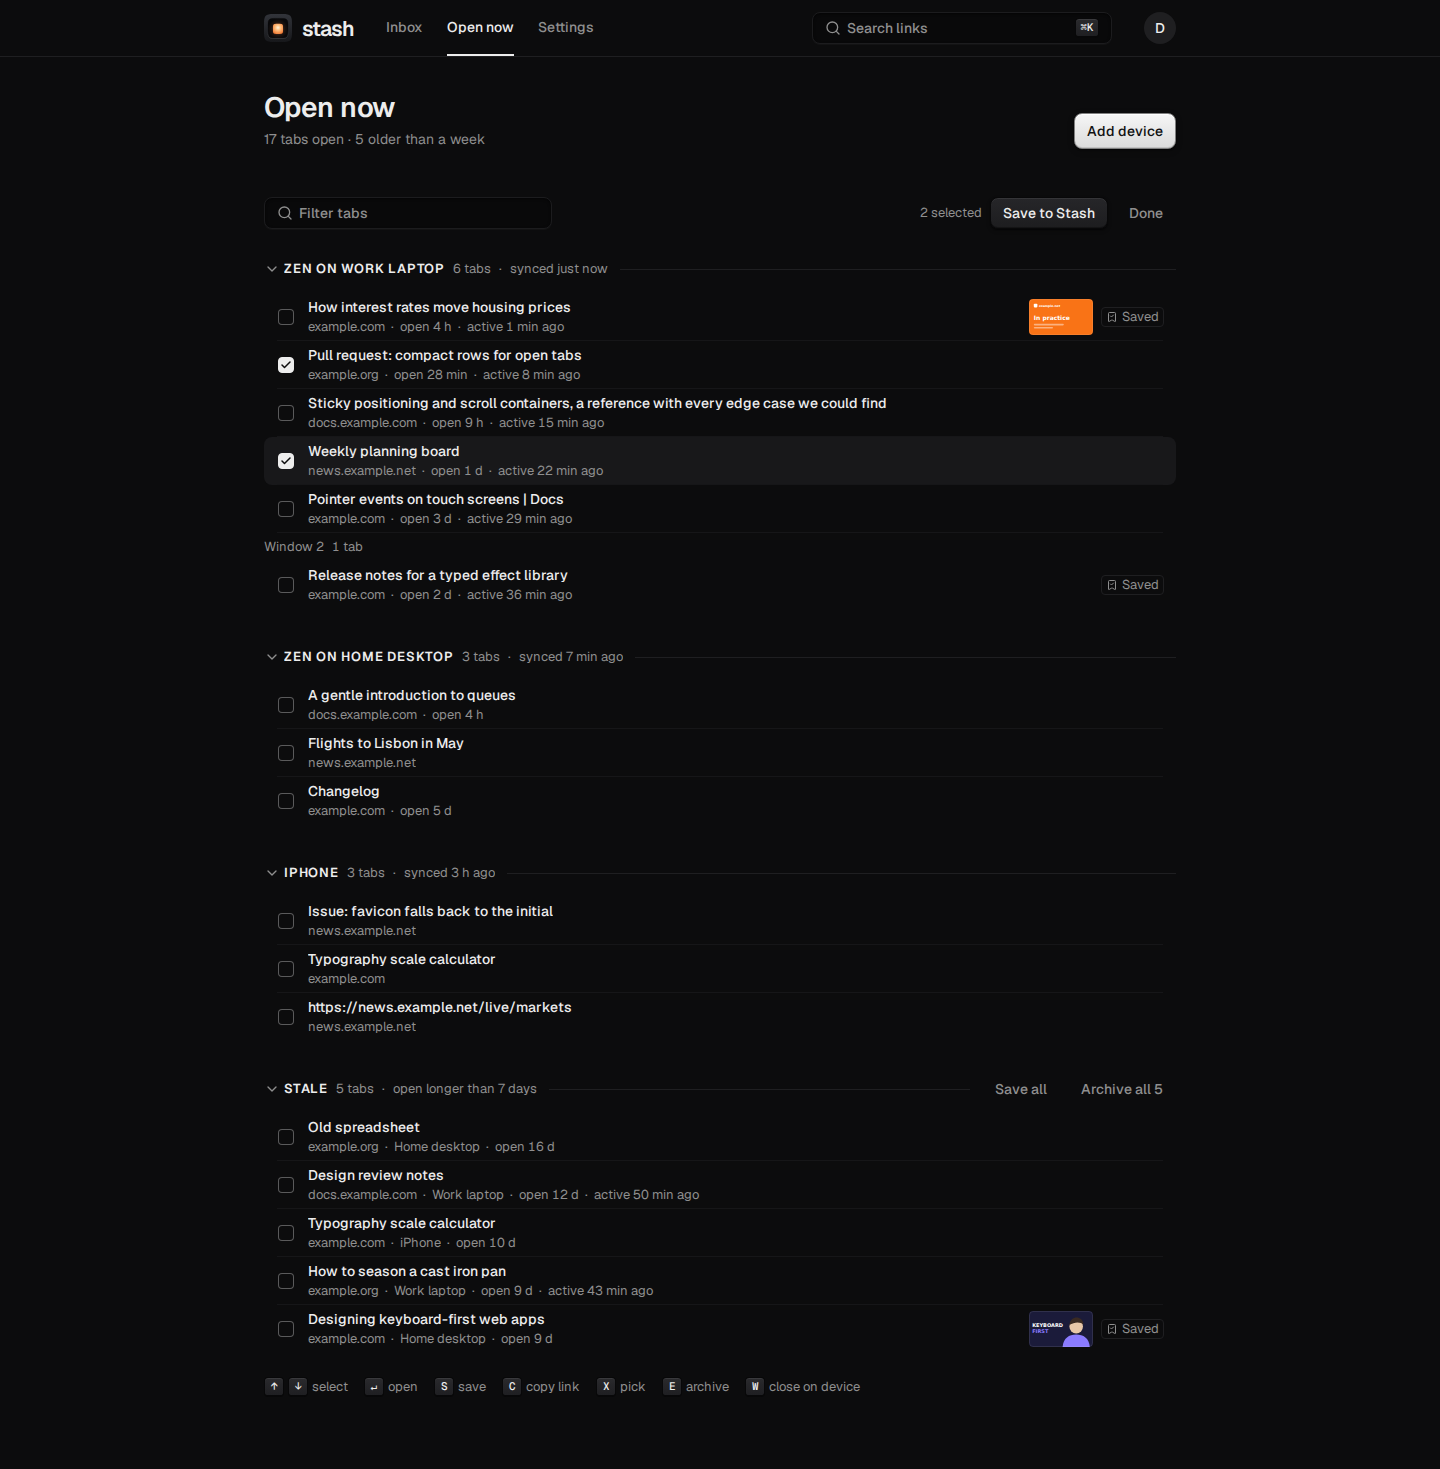 stash Inbox Open now Settings Search links ⌘K D
Open now
17 tabs open · 5 older than a week
Add device
Filter tabs 2 selected Save to Stash Done
ZEN ON WORK LAPTOP 6 tabs · synced just now
How interest rates move housing prices
example.com · open 4 h · active 1 min ago
example.net
In practice
Saved
Pull request: compact rows for open tabs
example.org · open 28 min · active 8 min ago
Sticky positioning and scroll containers, a reference with every edge case we could find
docs.example.com · open 9 h · active 15 min ago
Weekly planning board
news.example.net · open 1 d · active 22 min ago
Pointer events on touch screens | Docs
example.com · open 3 d · active 29 min ago
Window 2 1 tab
Release notes for a typed effect library
example.com · open 2 d · active 36 min ago
Saved
ZEN ON HOME DESKTOP 3 tabs · synced 7 min ago
A gentle introduction to queues
docs.example.com · open 4 h
Flights to Lisbon in May
news.example.net
Changelog
example.com · open 5 d
IPHONE 3 tabs · synced 3 h ago
Issue: favicon falls back to the initial
news.example.net
Typography scale calculator
example.com
https://news.example.net/live/markets
news.example.net
STALE 5 tabs · open longer than 7 days Save all Archive all 5
Old spreadsheet
example.org · Home desktop · open 16 d
Design review notes
docs.example.com · Work laptop · open 12 d · active 50 min ago
Typography scale calculator
example.com · iPhone · open 10 d
How to season a cast iron pan
example.org · Work laptop · open 9 d · active 43 min ago
Designing keyboard-first web apps
example.com · Home desktop · open 9 d
KEYBOARD
FIRST
Saved
↑ ↓ select ↵ open S save C copy link X pick E archive W close on device